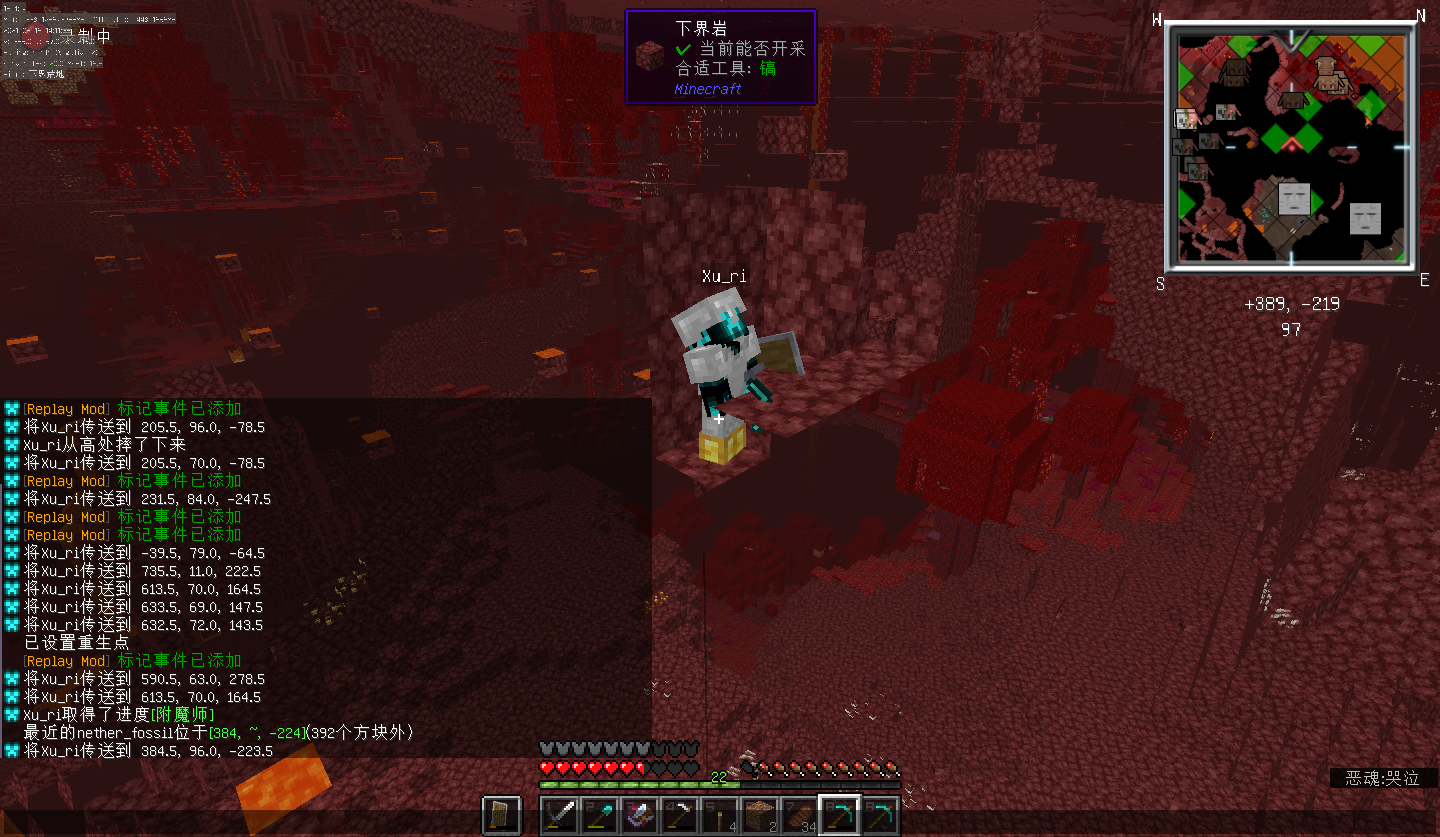 录制中
下界岩
✓ 当前能否开采
合适工具: 镐
Minecraft
W
N
S
E
+389, -219
97
Xu_ri
[Replay Mod] 标记事件已添加
将Xu_ri传送到 205.5, 96.0, -78.5
Xu_ri从高处摔了下来
将Xu_ri传送到 205.5, 70.0, -78.5
[Replay Mod] 标记事件已添加
将Xu_ri传送到 231.5, 84.0, -247.5
[Replay Mod] 标记事件已添加
[Replay Mod] 标记事件已添加
将Xu_ri传送到 -39.5, 79.0, -64.5
将Xu_ri传送到 735.5, 11.0, 222.5
将Xu_ri传送到 613.5, 70.0, 164.5
将Xu_ri传送到 633.5, 69.0, 147.5
将Xu_ri传送到 632.5, 72.0, 143.5
已设置重生点
[Replay Mod] 标记事件已添加
将Xu_ri传送到 590.5, 63.0, 278.5
将Xu_ri传送到 613.5, 70.0, 164.5
Xu_ri取得了进度[附魔师]
最近的nether_fossil位于[384, ~, -224](392个方块外)
将Xu_ri传送到 384.5, 96.0, -223.5
22
恶魂:哭泣
1 2 4 5 4 2 7 34